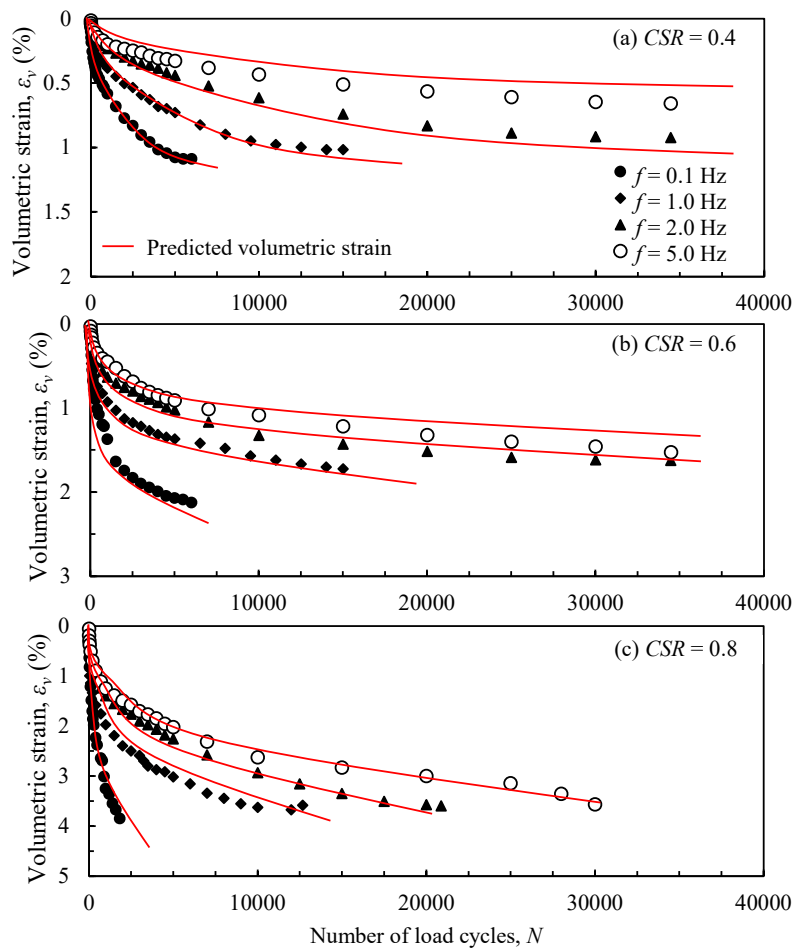 0
0.5
1
1.5
2
Volumetric strain, εv (%)
(a) CSR = 0.4
f = 0.1 Hz
f = 1.0 Hz
f = 2.0 Hz
f = 5.0 Hz
Predicted volumetric strain
0 10000 20000 30000 40000
0
1
2
3
Volumetric strain, εv (%)
(b) CSR = 0.6
0 10000 20000 30000 40000
0
1
2
3
4
5
Volumetric strain, εv (%)
(c) CSR = 0.8
0 10000 20000 30000 40000
Number of load cycles, N